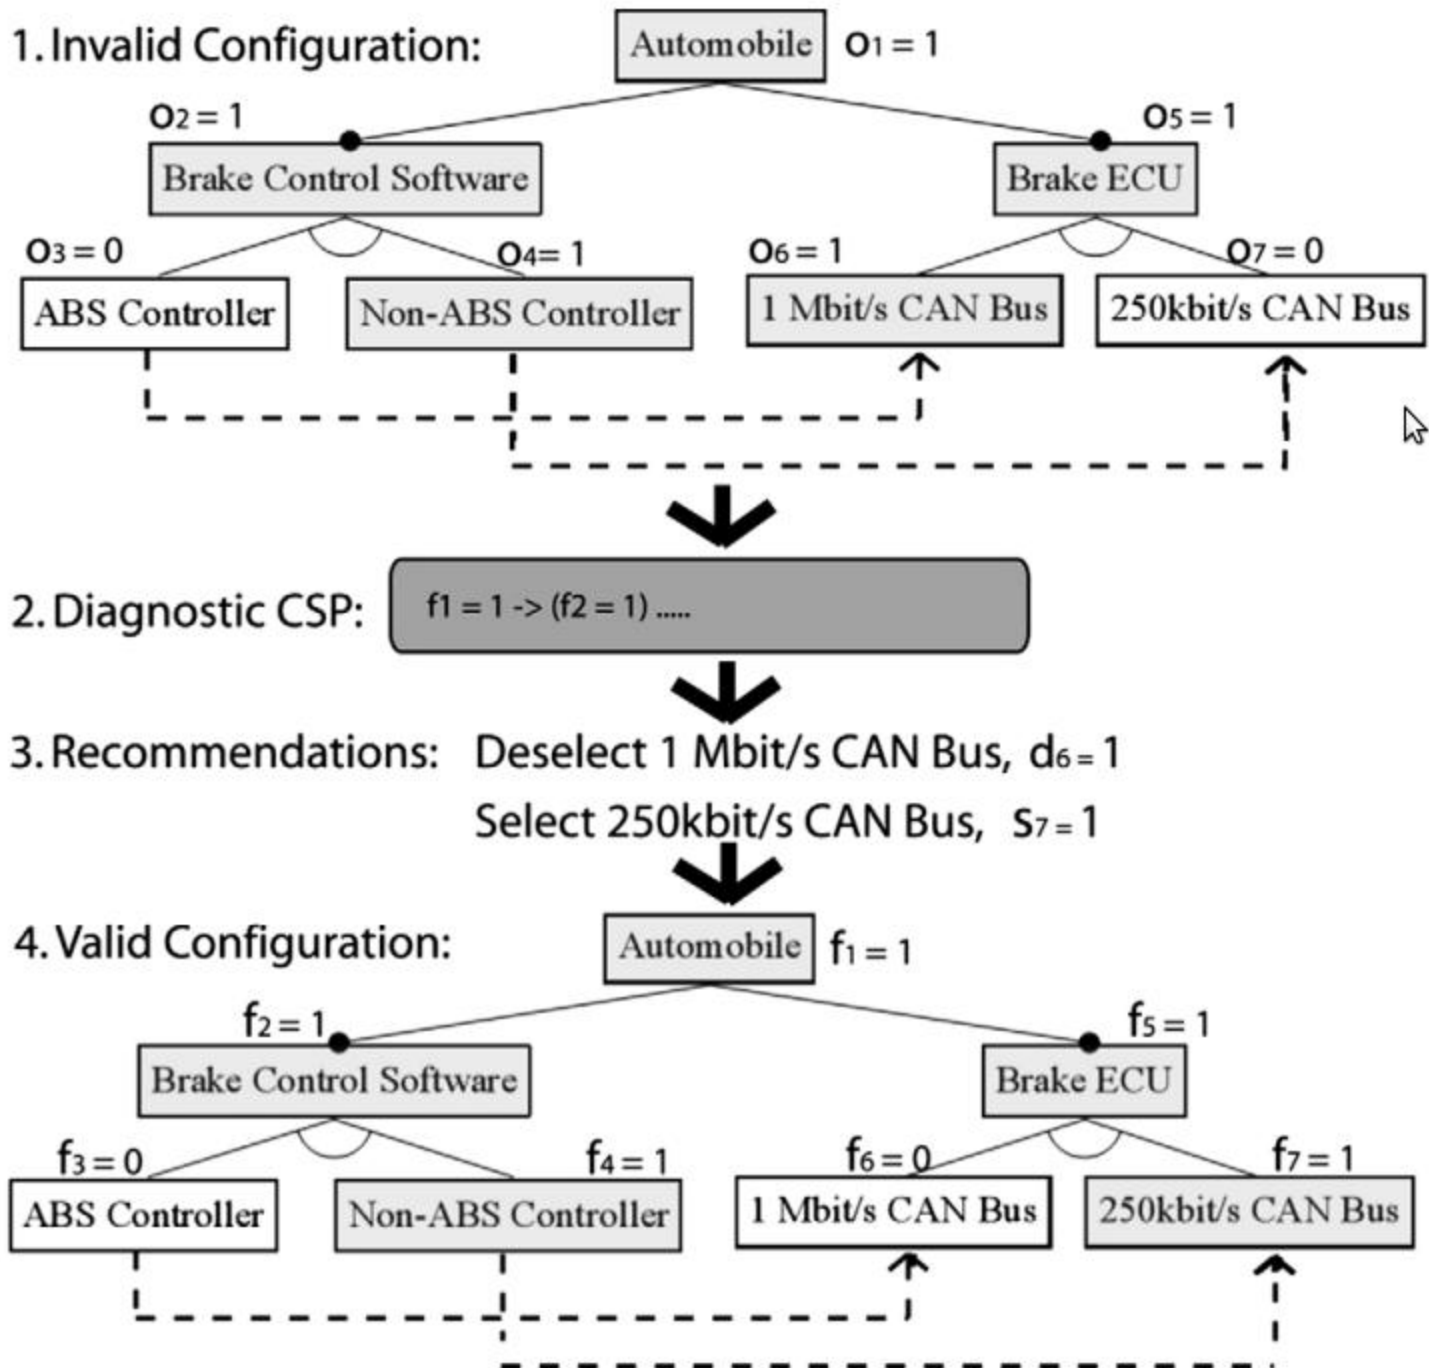 1. Invalid Configuration:
Automobile o1 = 1
o2 = 1
o5 = 1
Brake Control Software
Brake ECU
o3 = 0
o4= 1
o6 = 1
o7 = 0
ABS Controller
Non-ABS Controller
1 Mbit/s CAN Bus
250kbit/s CAN Bus
2. Diagnostic CSP: f1 = 1 -> (f2 = 1) .....
3. Recommendations: Deselect 1 Mbit/s CAN Bus, d6 = 1
Select 250kbit/s CAN Bus, s7 = 1
4. Valid Configuration:
Automobile f1 = 1
f2 = 1
f5 = 1
Brake Control Software
Brake ECU
f3 = 0
f4 = 1
f6 = 0
f7 = 1
ABS Controller
Non-ABS Controller
1 Mbit/s CAN Bus
250kbit/s CAN Bus